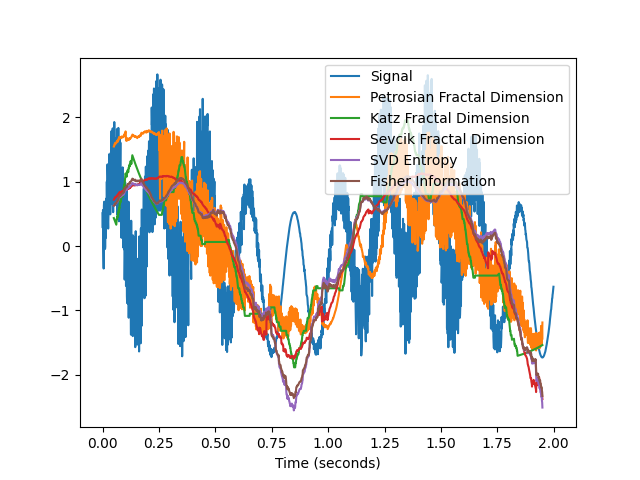 Signal
Petrosian Fractal Dimension
Katz Fractal Dimension
Sevcik Fractal Dimension
SVD Entropy
Fisher Information
2
1
0
−1
−2
0.00 0.25 0.50 0.75 1.00 1.25 1.50 1.75 2.00
Time (seconds)